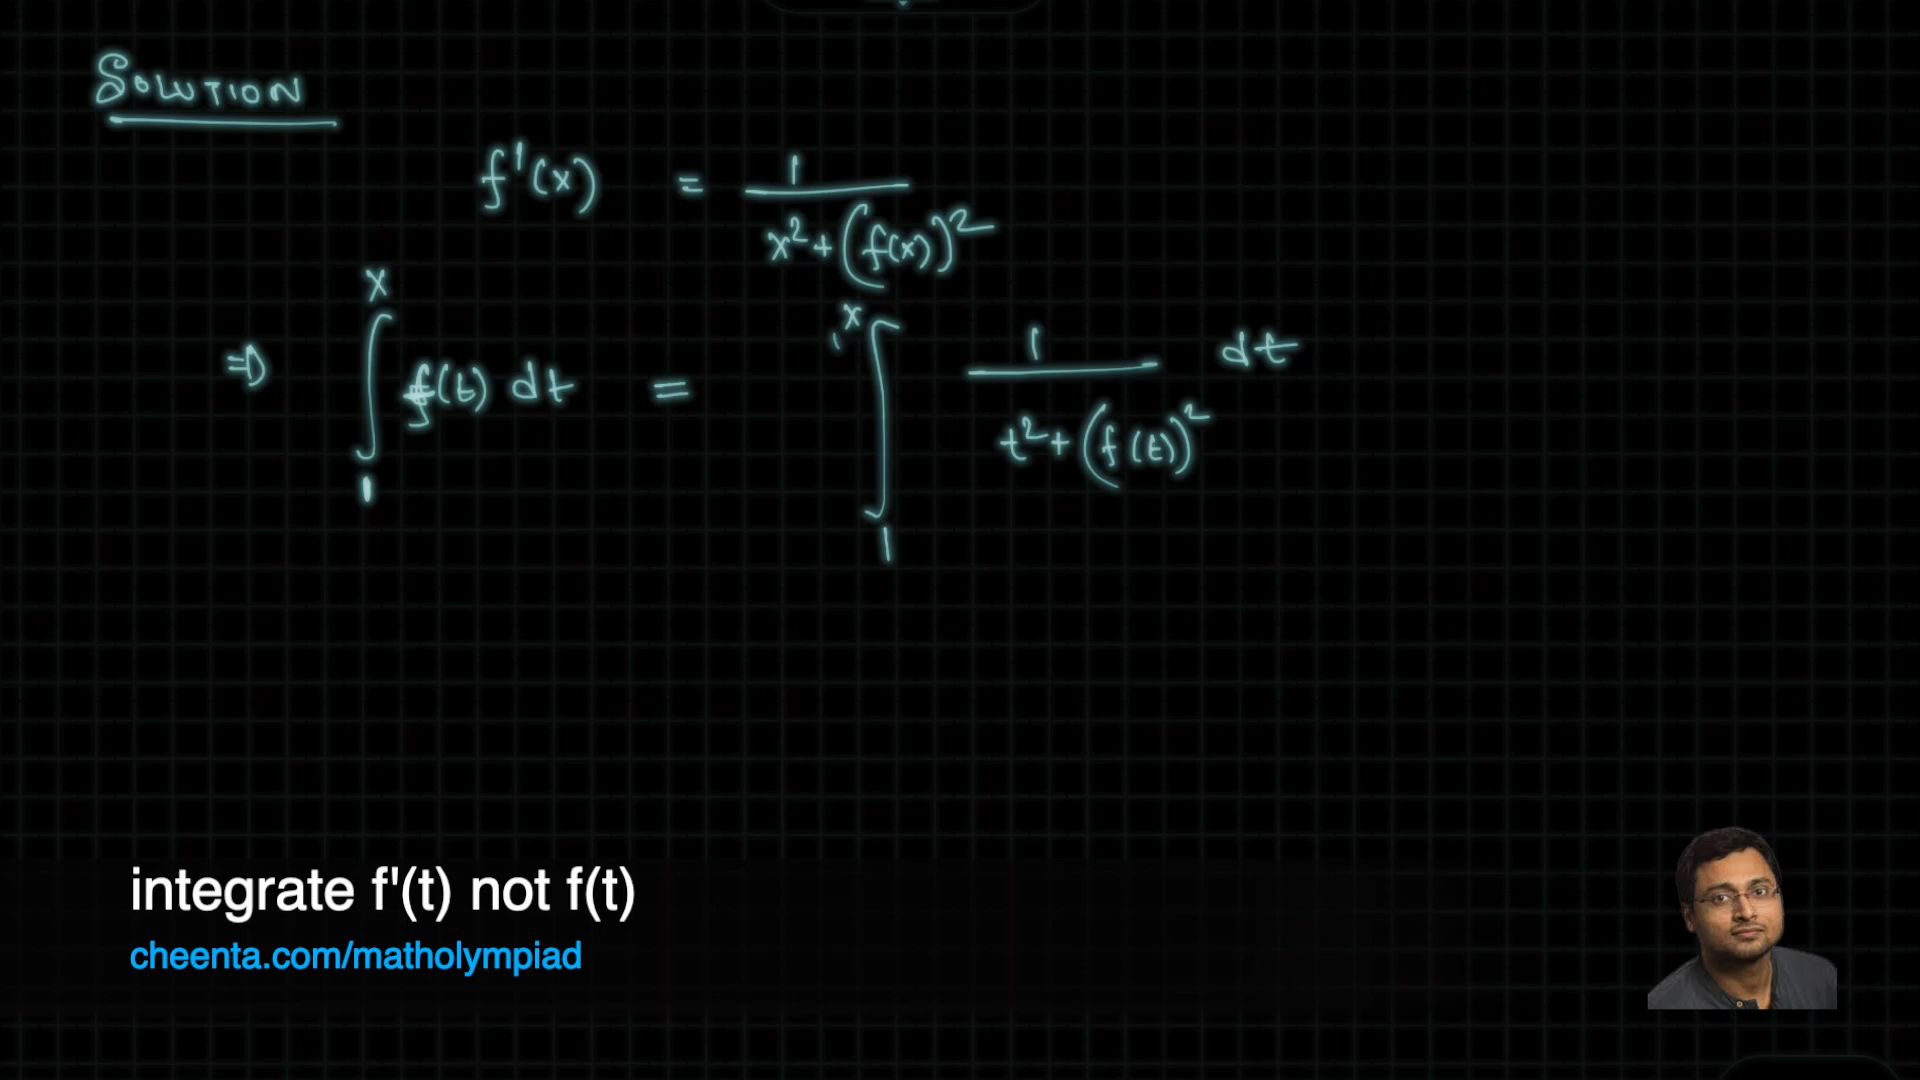 SOLUTION
f'(x) = 1 / (x² + (f(x))²)
⇒ ∫₁ˣ f(t) dt = ∫₁ˣ 1 / (t² + (f(t))²) dt
integrate f'(t) not f(t)
cheenta.com/matholympiad